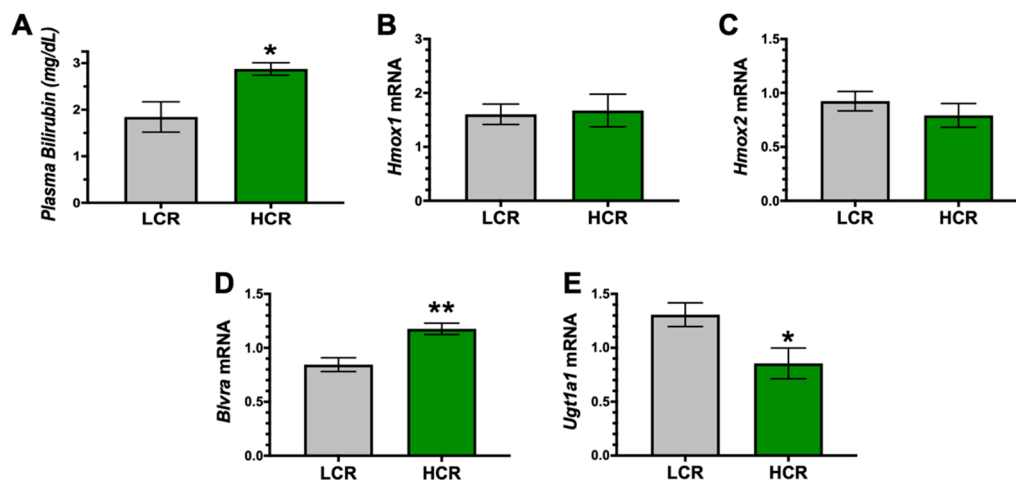 A
Plasma Bilirubin (mg/dL)
3
2
1
0
*
LCR
HCR
B
Hmox1 mRNA
3
2
1
0
LCR
HCR
C
Hmox2 mRNA
1.5
1.0
0.5
0.0
LCR
HCR
D
Blvra mRNA
1.5
1.0
0.5
0.0
**
LCR
HCR
E
Ugt1a1 mRNA
1.5
1.0
0.5
0.0
*
LCR
HCR